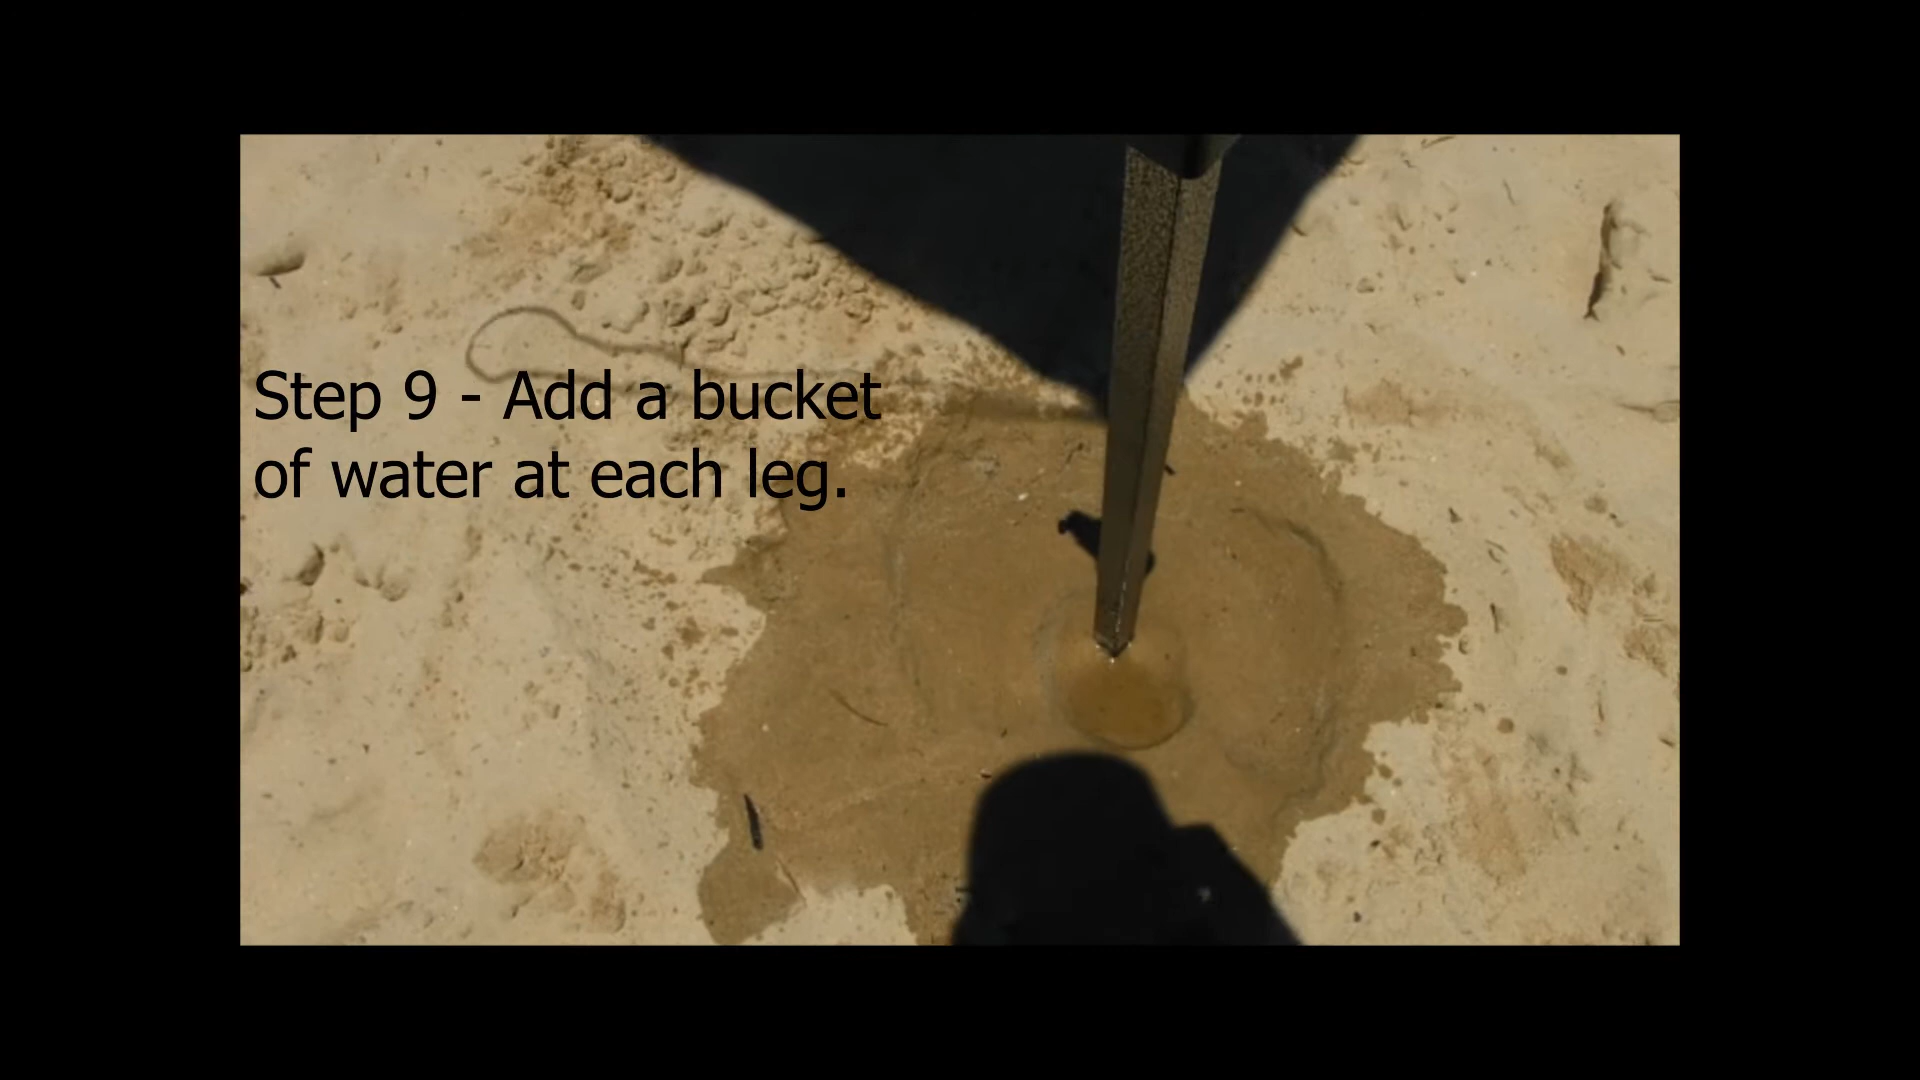 Step 9 - Add a bucket
of water at each leg.